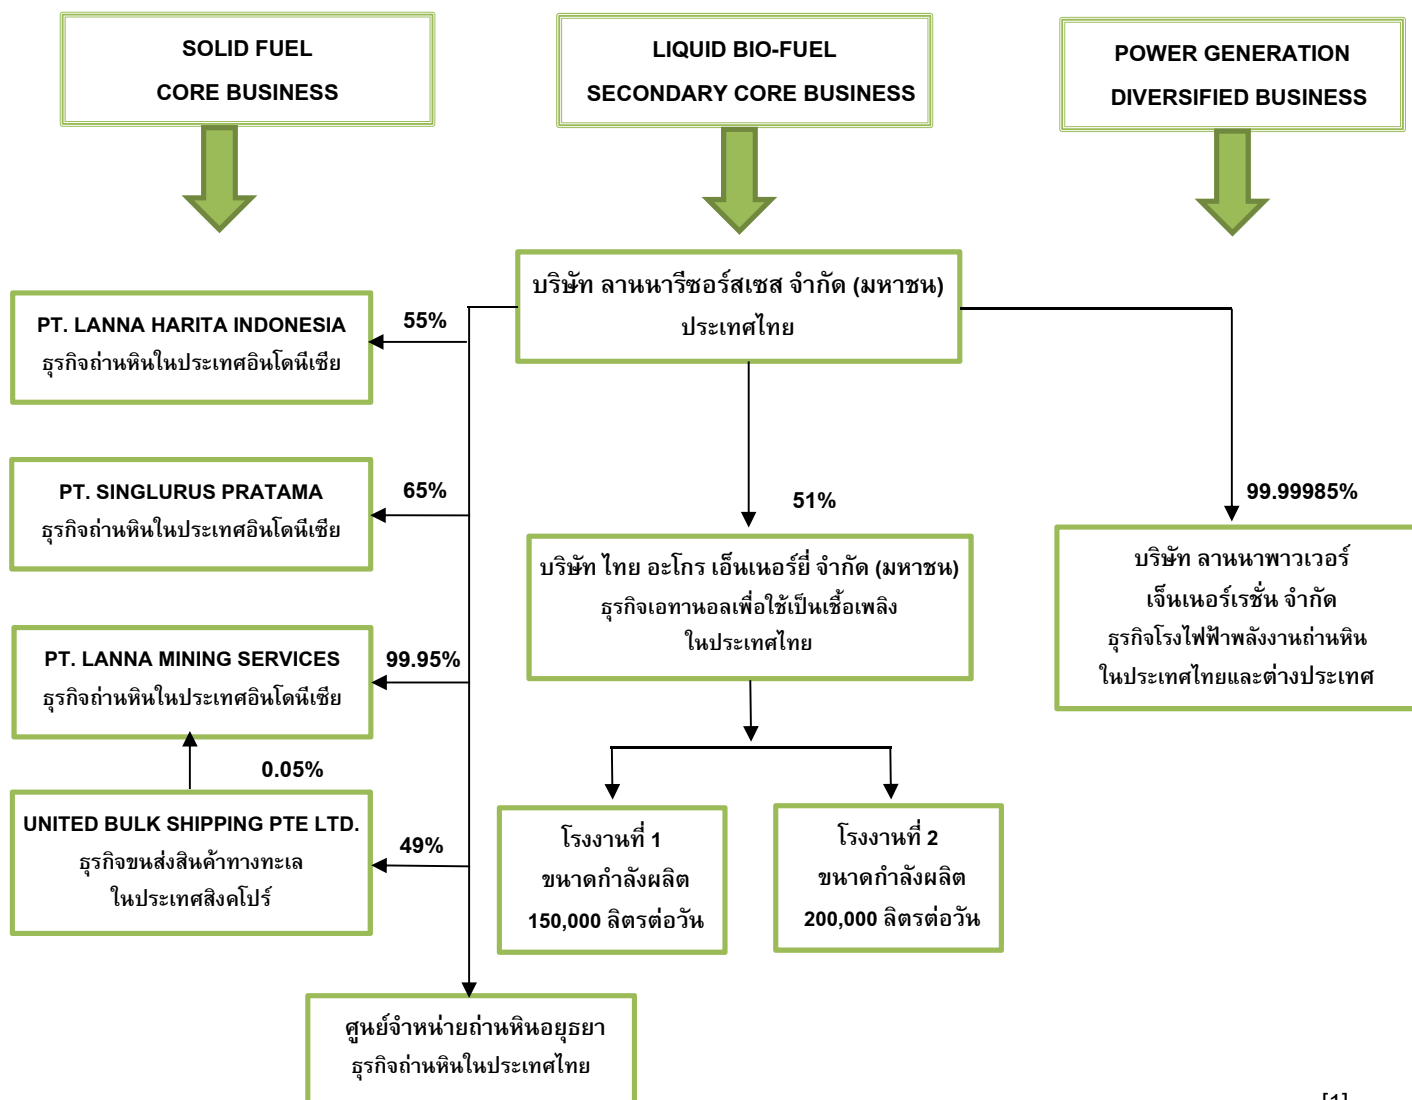 SOLID FUEL
CORE BUSINESS
LIQUID BIO-FUEL
SECONDARY CORE BUSINESS
POWER GENERATION
DIVERSIFIED BUSINESS
บริษัท ลานนารีซอร์สเซส จำกัด (มหาชน)
ประเทศไทย
PT. LANNA HARITA INDONESIA
ธุรกิจถ่านหินในประเทศอินโดนีเซีย
55%
PT. SINGLURUS PRATAMA
ธุรกิจถ่านหินในประเทศอินโดนีเซีย
65%
51%
99.99985%
บริษัท ไทย อะโกร เอ็นเนอร์ยี่ จำกัด (มหาชน)
ธุรกิจเอทานอลเพื่อใช้เป็นเชื้อเพลิง
ในประเทศไทย
บริษัท ลานนาพาวเวอร์
เจ็นเนอร์เรชั่น จำกัด
ธุรกิจโรงไฟฟ้าพลังงานถ่านหิน
ในประเทศไทยและต่างประเทศ
PT. LANNA MINING SERVICES
ธุรกิจถ่านหินในประเทศอินโดนีเซีย
99.95%
0.05%
UNITED BULK SHIPPING PTE LTD.
ธุรกิจขนส่งสินค้าทางทะเล
ในประเทศสิงคโปร์
49%
โรงงานที่ 1
ขนาดกำลังผลิต
150,000 ลิตรต่อวัน
โรงงานที่ 2
ขนาดกำลังผลิต
200,000 ลิตรต่อวัน
ศูนย์จำหน่ายถ่านหินอยุธยา
ธุรกิจถ่านหินในประเทศไทย
[1]